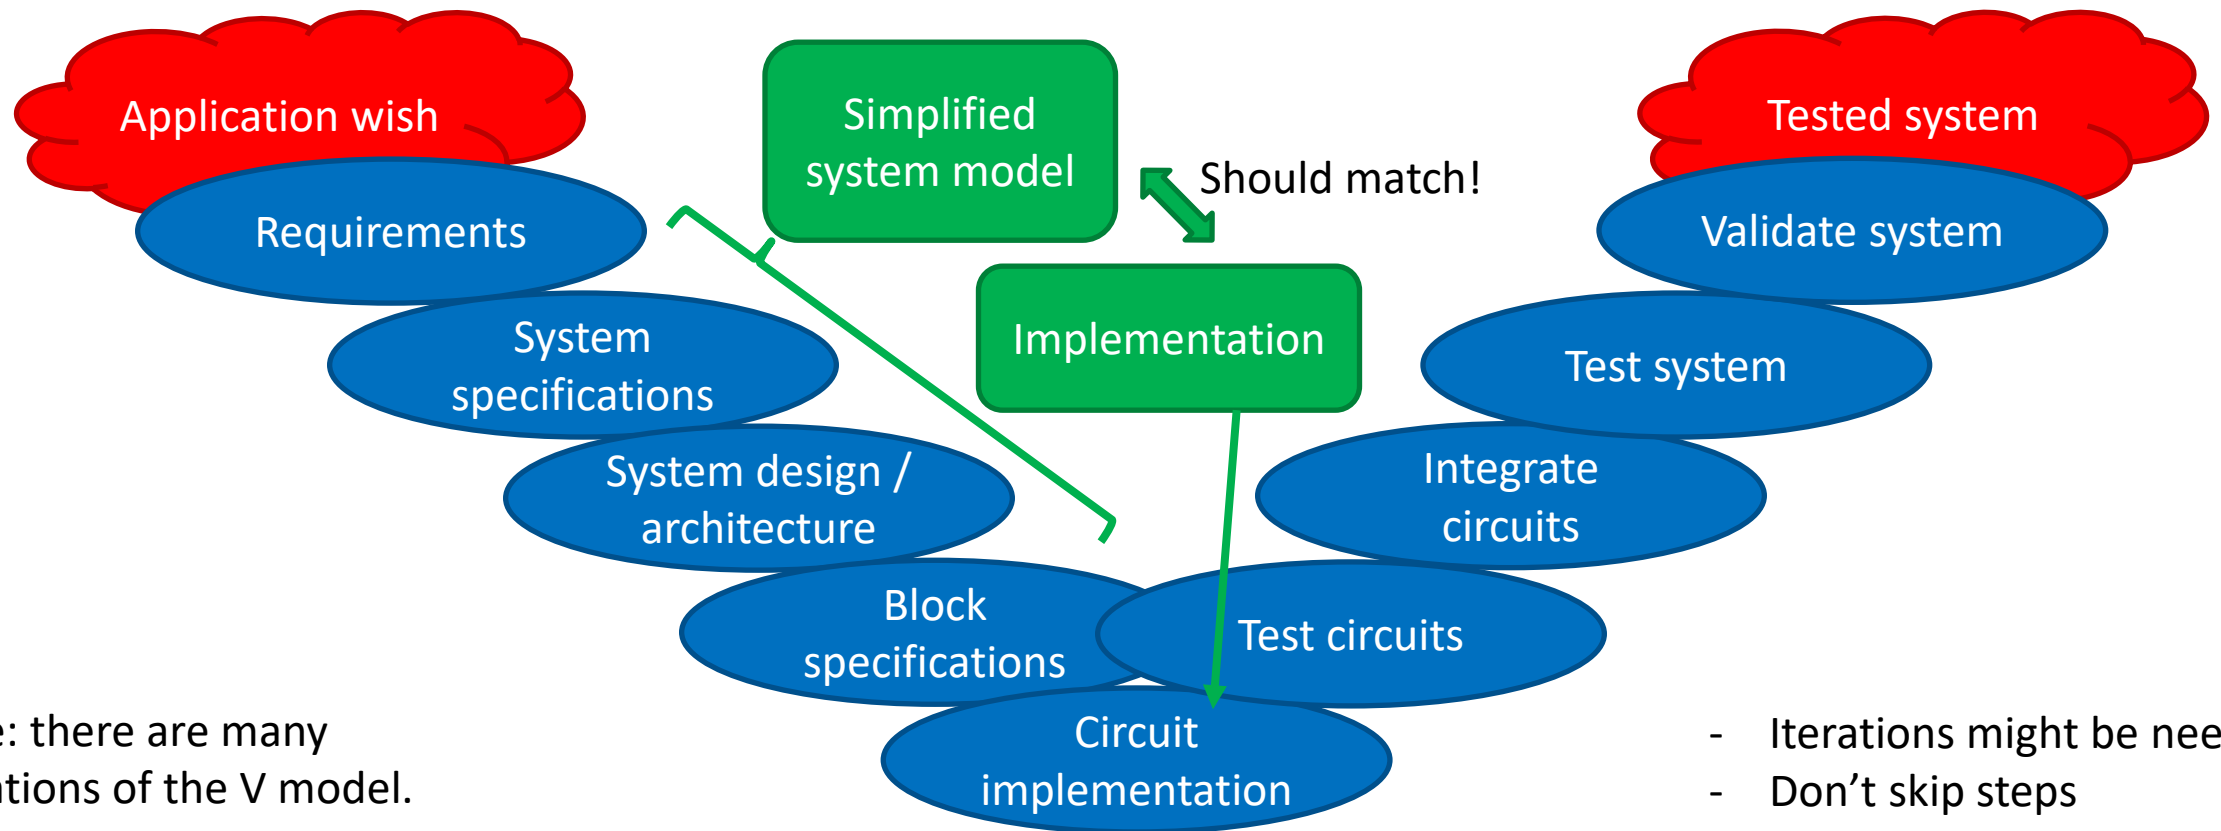 Application wish
Requirements
System
specifications
System design /
architecture
Block
specifications
Circuit
implementation
Simplified
system model
Should match!
Implementation
Tested system
Validate system
Test system
Integrate
circuits
Test circuits
: there are many
of the V model.
- Iterations might be
- Don’t skip steps